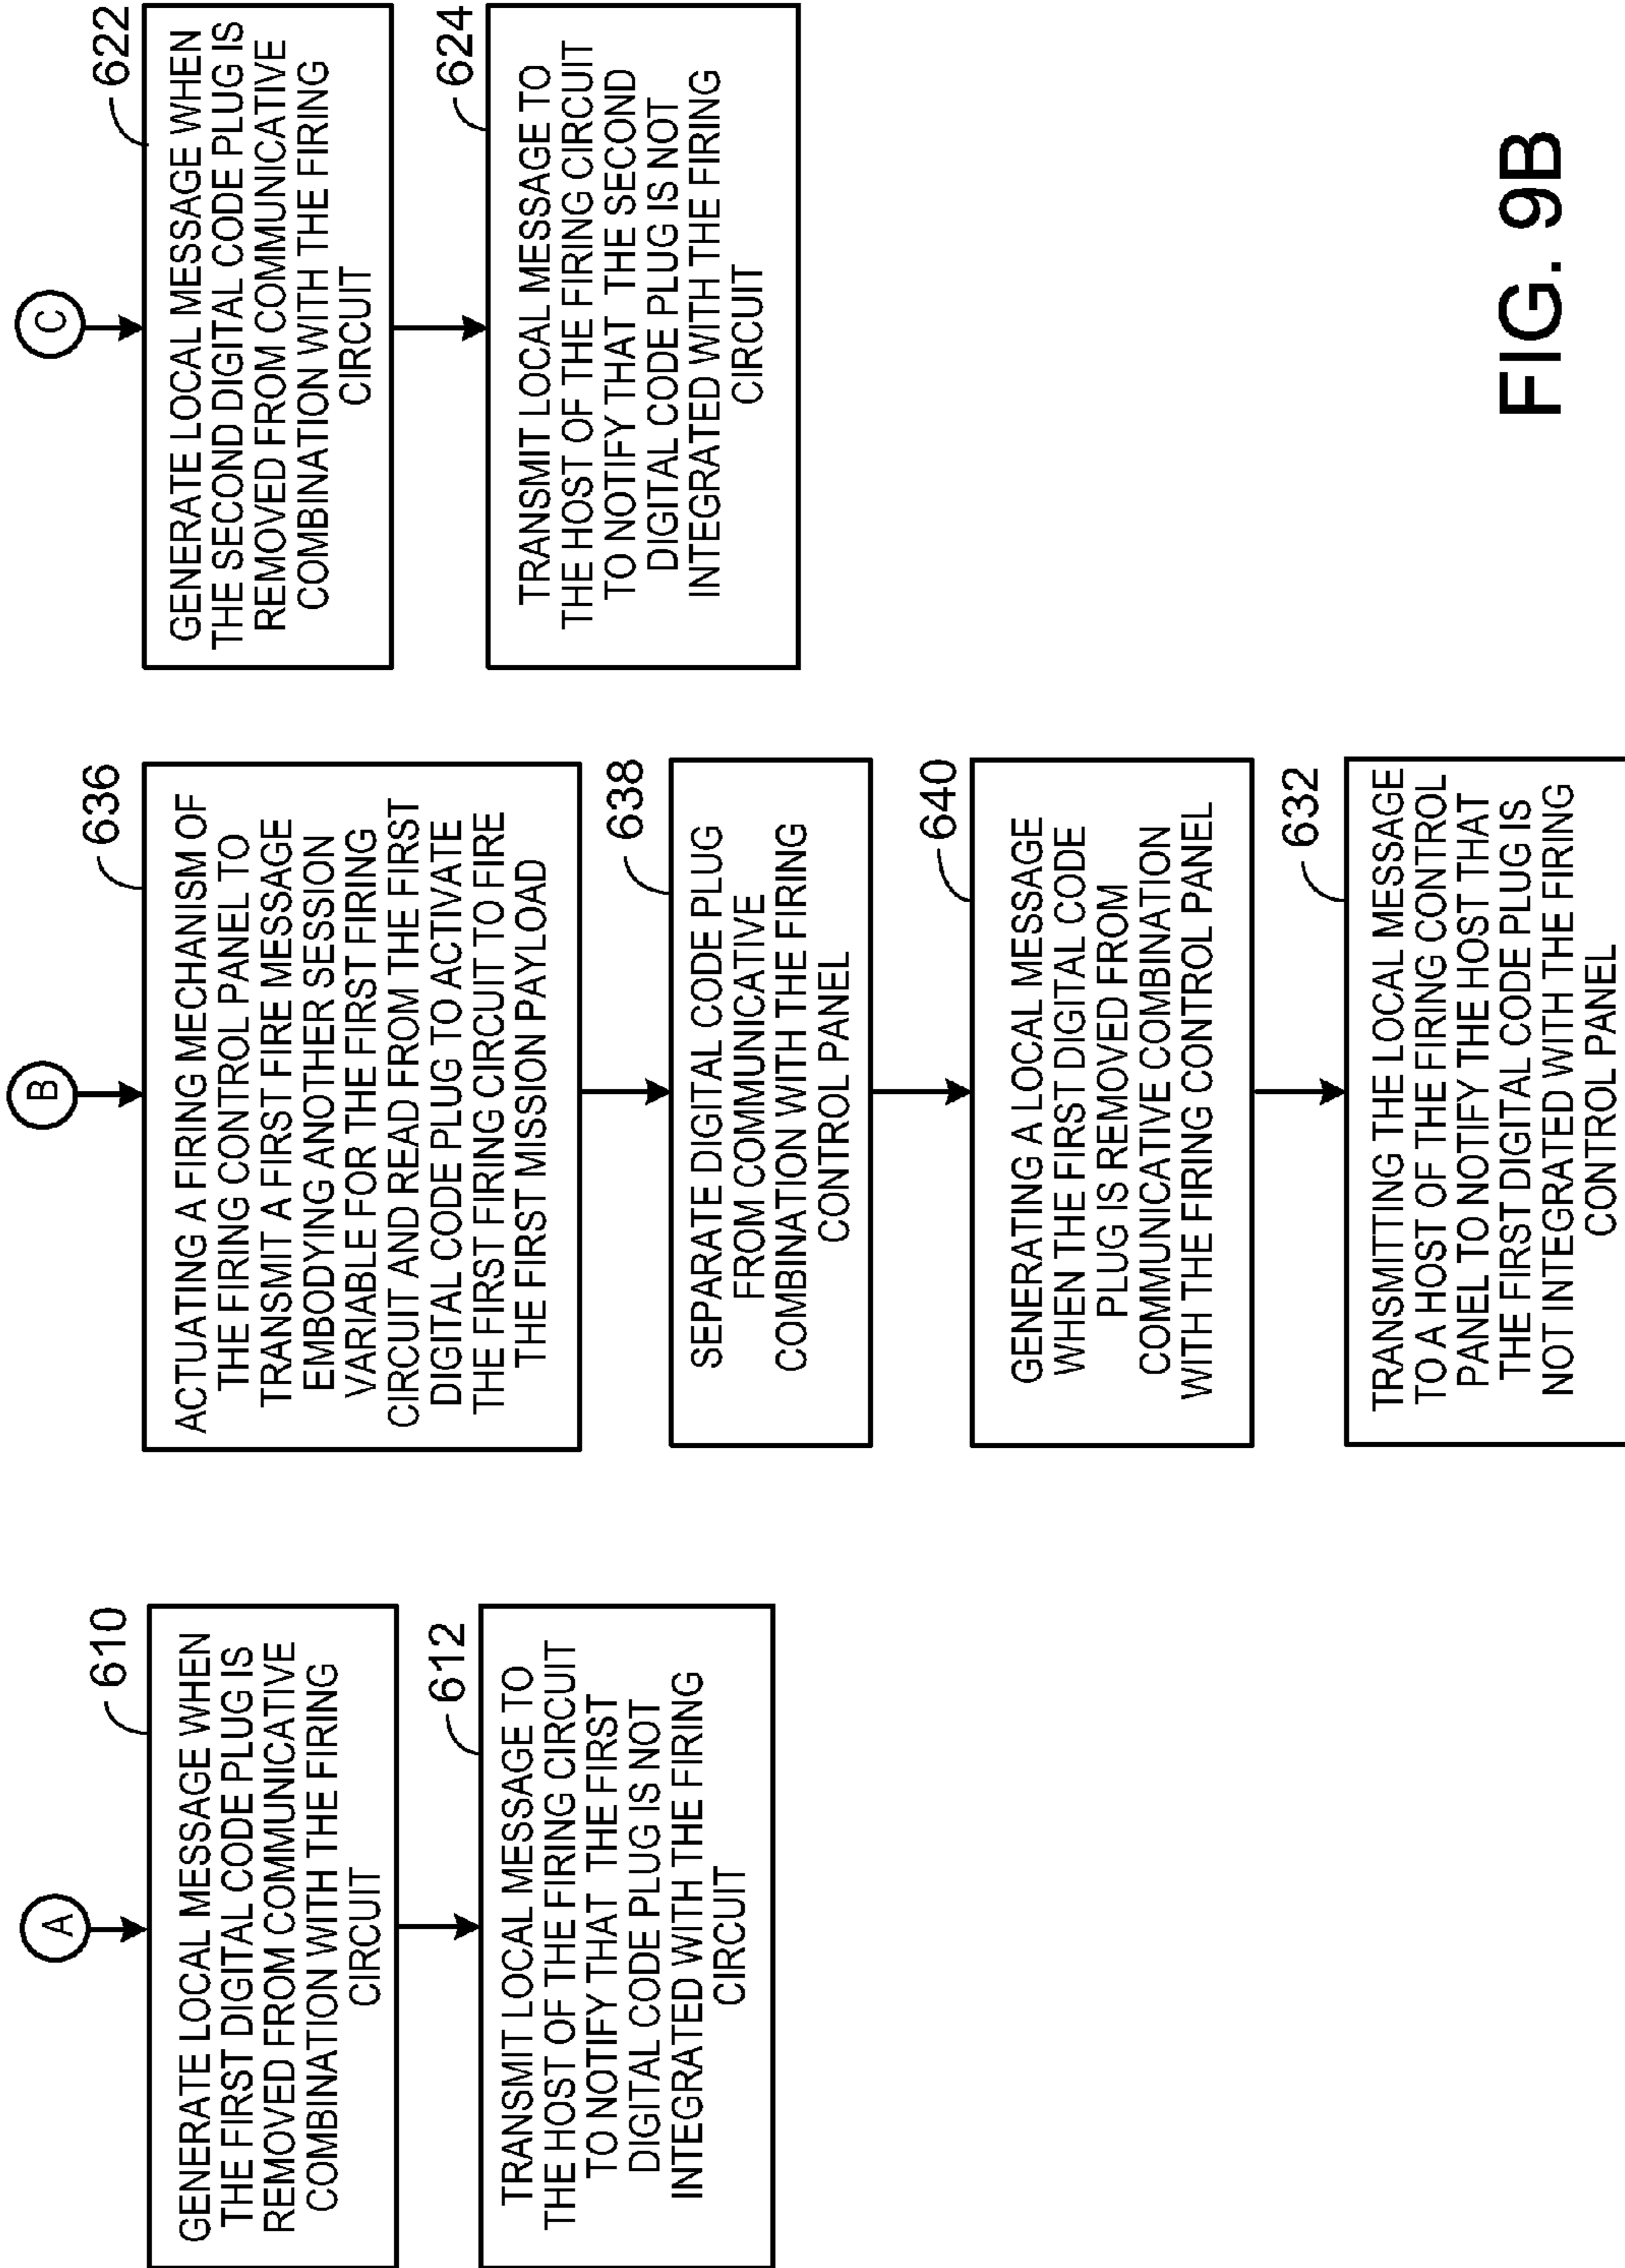 A
610
GENERATE LOCAL MESSAGE WHEN
THE FIRST DIGITAL CODE PLUG IS
REMOVED FROM COMMUNICATIVE
COMBINATION WITH THE FIRING
CIRCUIT
612
TRANSMIT LOCAL MESSAGE TO
THE HOST OF THE FIRING CIRCUIT
TO NOTIFY THAT THE FIRST
DIGITAL CODE PLUG IS NOT
INTEGRATED WITH THE FIRING
CIRCUIT
B
636
ACTUATING A FIRING MECHANISM OF
THE FIRING CONTROL PANEL TO
TRANSMIT A FIRST FIRE MESSAGE
EMBODYING ANOTHER SESSION
VARIABLE FOR THE FIRST FIRING
CIRCUIT AND READ FROM THE FIRST
DIGITAL CODE PLUG TO ACTIVATE
THE FIRST FIRING CIRCUIT TO FIRE
THE FIRST MISSION PAYLOAD
638
SEPARATE DIGITAL CODE PLUG
FROM COMMUNICATIVE
COMBINATION WITH THE FIRING
CONTROL PANEL
640
GENERATING A LOCAL MESSAGE
WHEN THE FIRST DIGITAL CODE
PLUG IS REMOVED FROM
COMMUNICATIVE COMBINATION
WITH THE FIRING CONTROL PANEL
632
TRANSMITTING THE LOCAL MESSAGE
TO A HOST OF THE FIRING CONTROL
PANEL TO NOTIFY THE HOST THAT
THE FIRST DIGITAL CODE PLUG IS
NOT INTEGRATED WITH THE FIRING
CONTROL PANEL
C
622
GENERATE LOCAL MESSAGE WHEN
THE SECOND DIGITAL CODE PLUG IS
REMOVED FROM COMMUNICATIVE
COMBINATION WITH THE FIRING
CIRCUIT
624
TRANSMIT LOCAL MESSAGE TO
THE HOST OF THE FIRING CIRCUIT
TO NOTIFY THAT THE SECOND
DIGITAL CODE PLUG IS NOT
INTEGRATED WITH THE FIRING
CIRCUIT
FIG. 9B